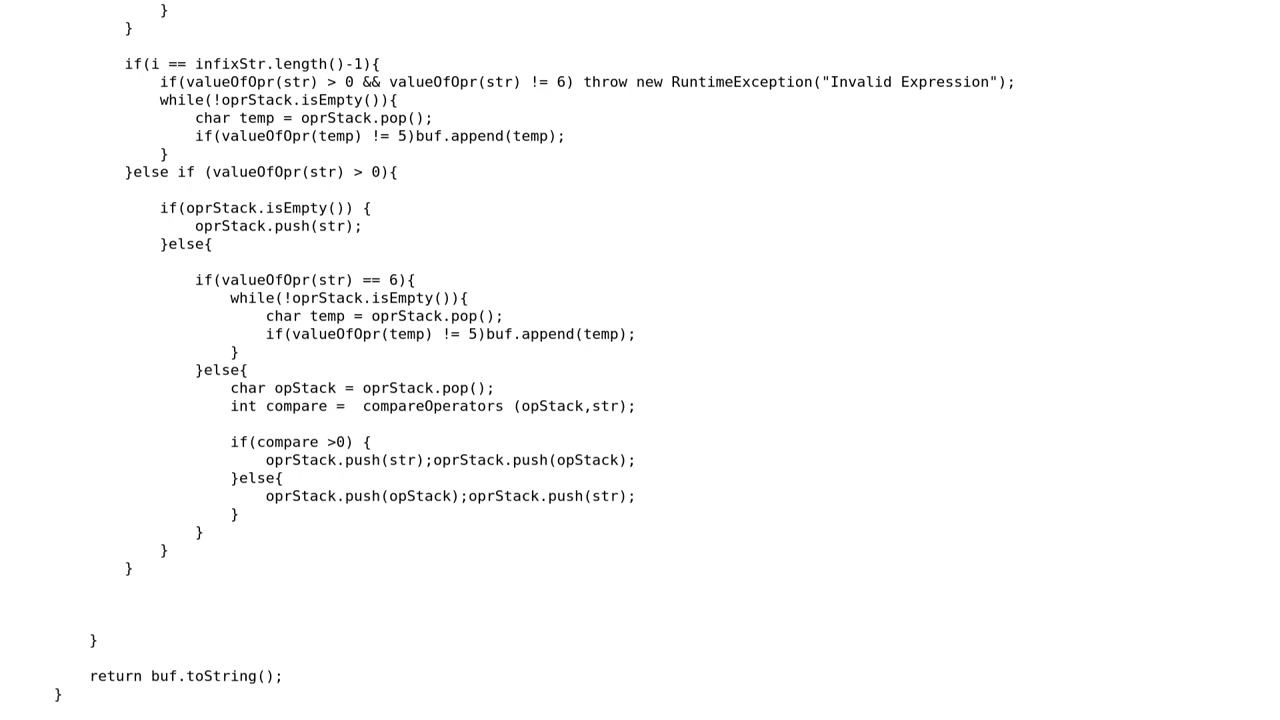 }
}
if(i == infixStr.length()-1){
if(valueOfOpr(str) > 0 && valueOfOpr(str) != 6) throw new RuntimeException("Invalid Expression");
while(!oprStack.isEmpty()){
char temp = oprStack.pop();
if(valueOfOpr(temp) != 5)buf.append(temp);
}
}else if (valueOfOpr(str) > 0){
if(oprStack.isEmpty()) {
oprStack.push(str);
}else{
if(valueOfOpr(str) == 6){
while(!oprStack.isEmpty()){
char temp = oprStack.pop();
if(valueOfOpr(temp) != 5)buf.append(temp);
}
}else{
char opStack = oprStack.pop();
int compare =  compareOperators (opStack,str);
if(compare >0) {
oprStack.push(str);oprStack.push(opStack);
}else{
oprStack.push(opStack);oprStack.push(str);
}
}
}
}
}
return buf.toString();
}